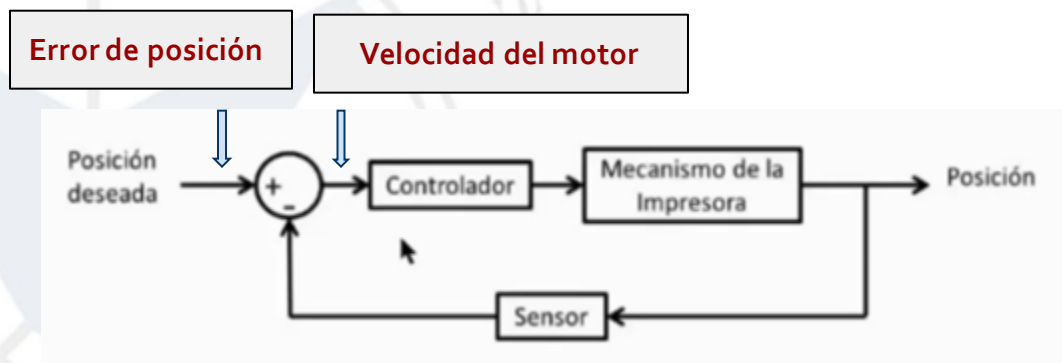 Error de posición
Velocidad del motor
Posición
deseada
+
-
Controlador
Mecanismo de la
Impresora
Posición
Sensor